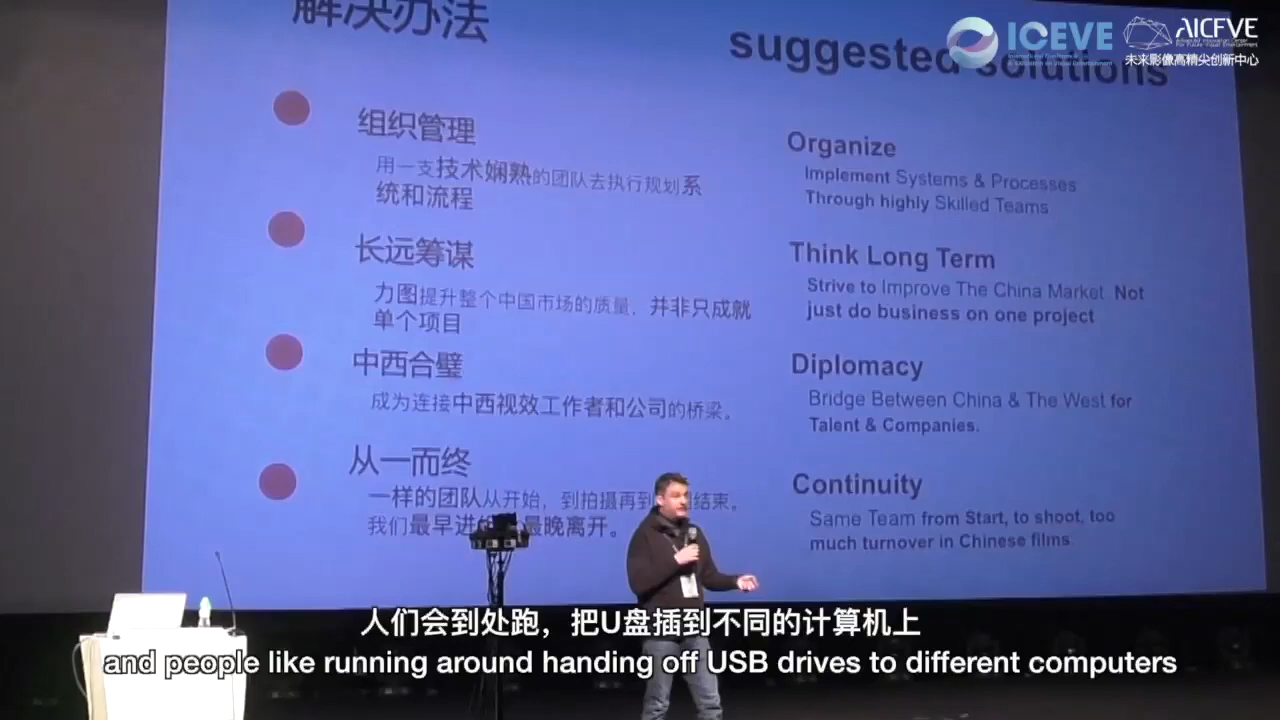 解决办法
suggested solutions
ICEVE
AICFVE
未来影像高精尖创新中心
组织管理
用一支技术娴熟的团队去执行规划系
统和流程
Organize
Implement Systems & Processes
Through highly Skilled Teams
长远筹谋
力图提升整个中国市场的质量，并非只成就
单个项目
Think Long Term
Strive to Improve The China Market Not
just do business on one project
中西合璧
成为连接中西视效工作者和公司的桥梁。
Diplomacy
Bridge Between China & The West for
Talent & Companies.
从一而终
一样的团队从开始，到拍摄再到 结束。
我们最早进 最晚离开。
Continuity
Same Team from Start, to shoot, too
much turnover in Chinese films.
人们会到处跑，把U盘插到不同的计算机上
and people like running around handing off USB drives to different computers